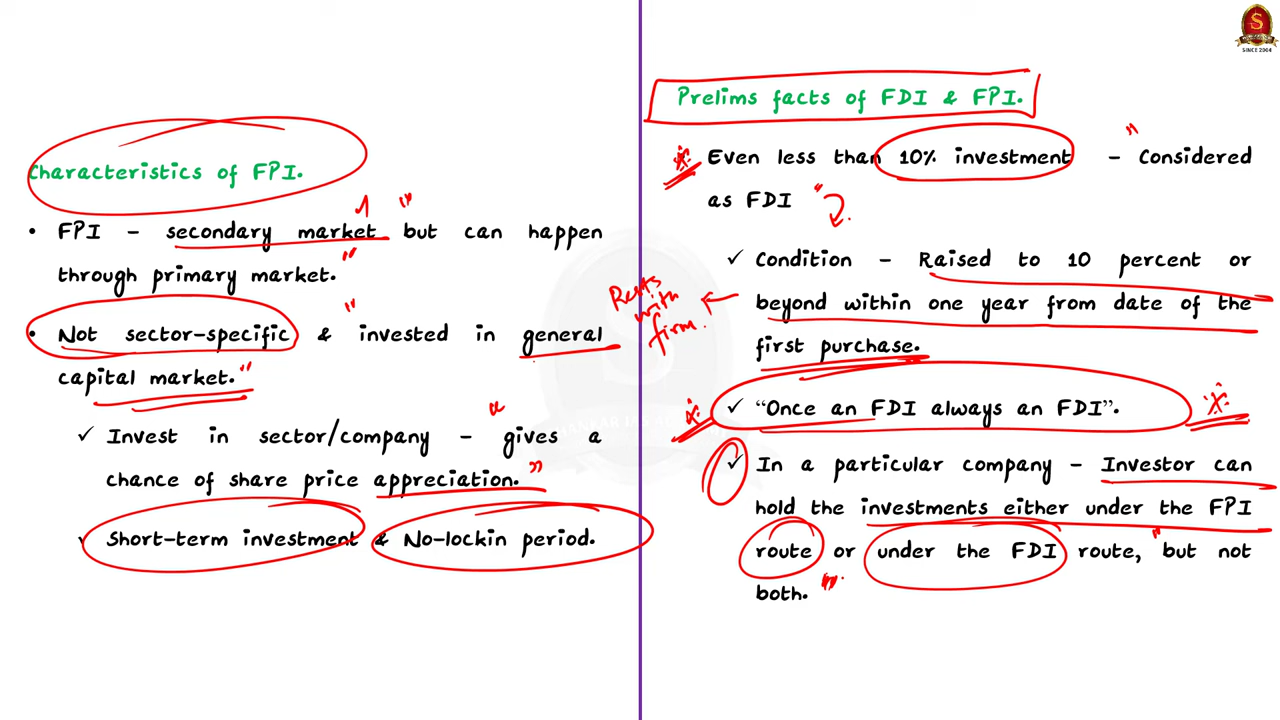 Characteristics of FPI.
• FPI – secondary market but can happen
through primary market.
• Not sector-specific & invested in general
capital market.
✓ Invest in sector/company – gives a
chance of share price appreciation.
✓ Short-term investment & No-lockin period.
SINCE 2004
Prelims facts of FDI & FPI.
Even less than 10% investment – Considered
as FDI
✓ Condition – Raised to 10 percent or
beyond within one year from date of the
first purchase.
Rests
with
firm.
✓ “Once an FDI always an FDI”.
✓ In a particular company – Investor can
hold the investments either under the FPI
route or under the FDI route, but not
both.